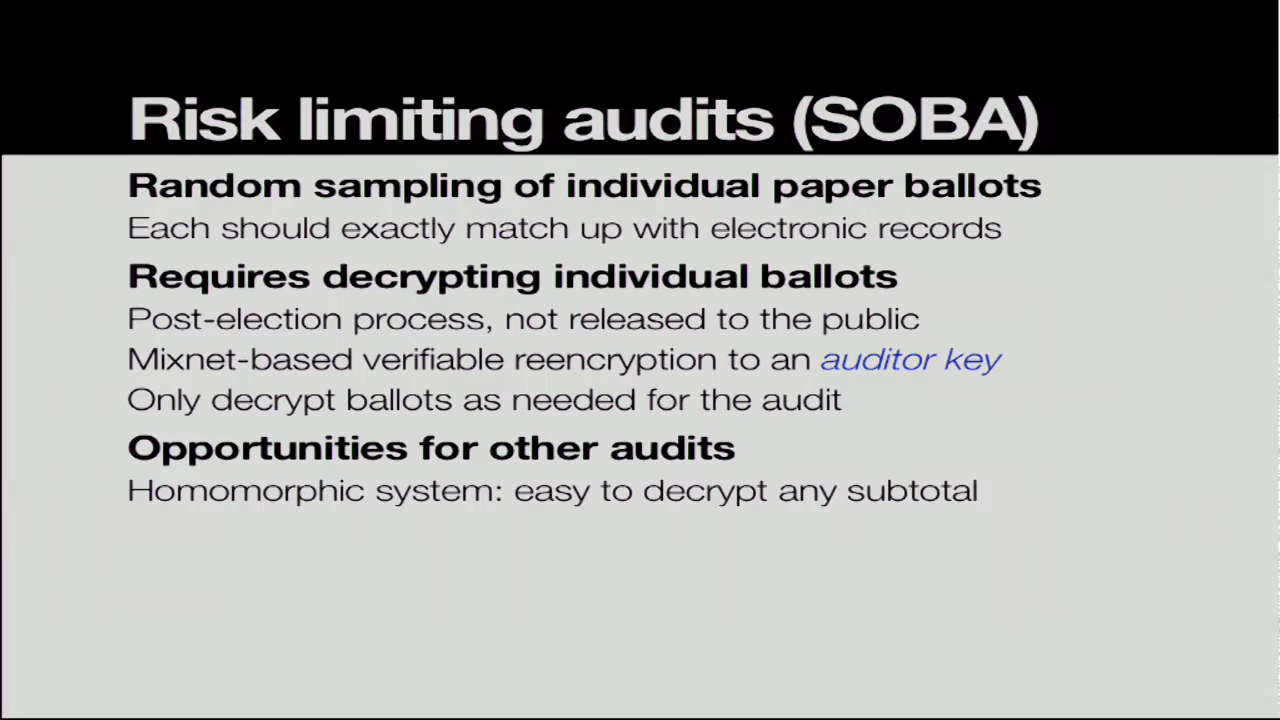 Risk limiting audits (SOBA)
Random sampling of individual paper ballots
Each should exactly match up with electronic records
Requires decrypting individual ballots
Post-election process, not released to the public
Mixnet-based verifiable reencryption to an auditor key
Only decrypt ballots as needed for the audit
Opportunities for other audits
Homomorphic system: easy to decrypt any subtotal